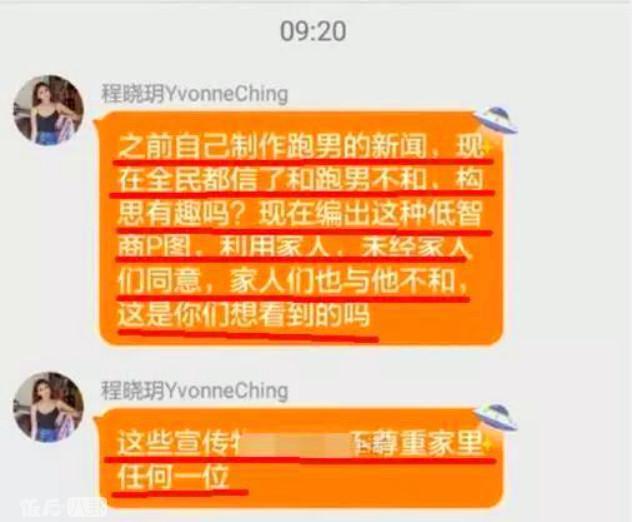 09:20
程晓玥YvonneChing
之前自己制作跑男的新闻，现
在全民都信了和跑男不和，构
思有趣吗？现在编出这种低智
商P图，利用家人，未经家人
们同意，家人们也与他不和，
这是你们想看到的吗
程晓玥YvonneChing
这些宣传 尊重家里
任何一位
八卦